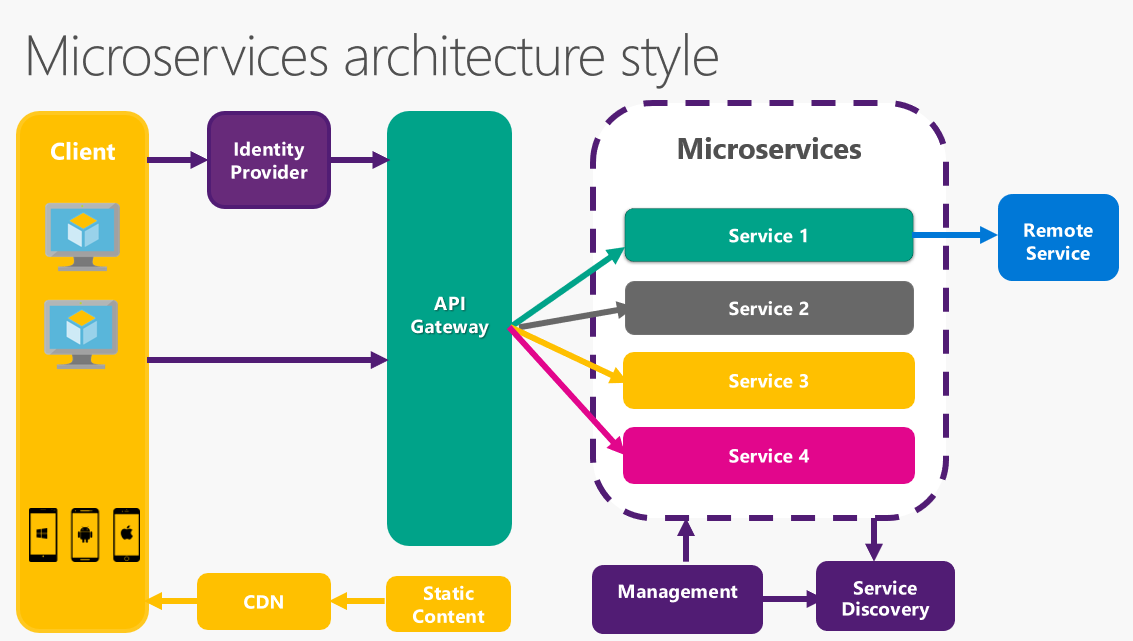 Microservices architecture style
Client
Identity
Provider
API
Gateway
Microservices
Service 1
Service 2
Service 3
Service 4
Remote
Service
CDN
Static
Content
Management
Service
Discovery